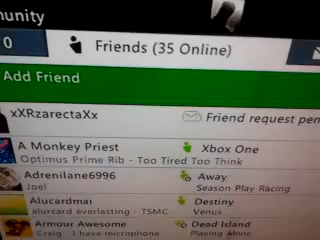 munity
0
Friends (35 Online)
Add Friend
xXRzarectaXx
Friend request pen
A Monkey Priest
Xbox One
Optimus Prime Rib - Too Tired Too Think
Adrenilane6996
Away
Joel
Season Play Racing
Alucardmai
Destiny
alurcard everlasting · TSMC
Venus
Armour Awesome
Dead Island
Craig I have microphone
Playing Alone